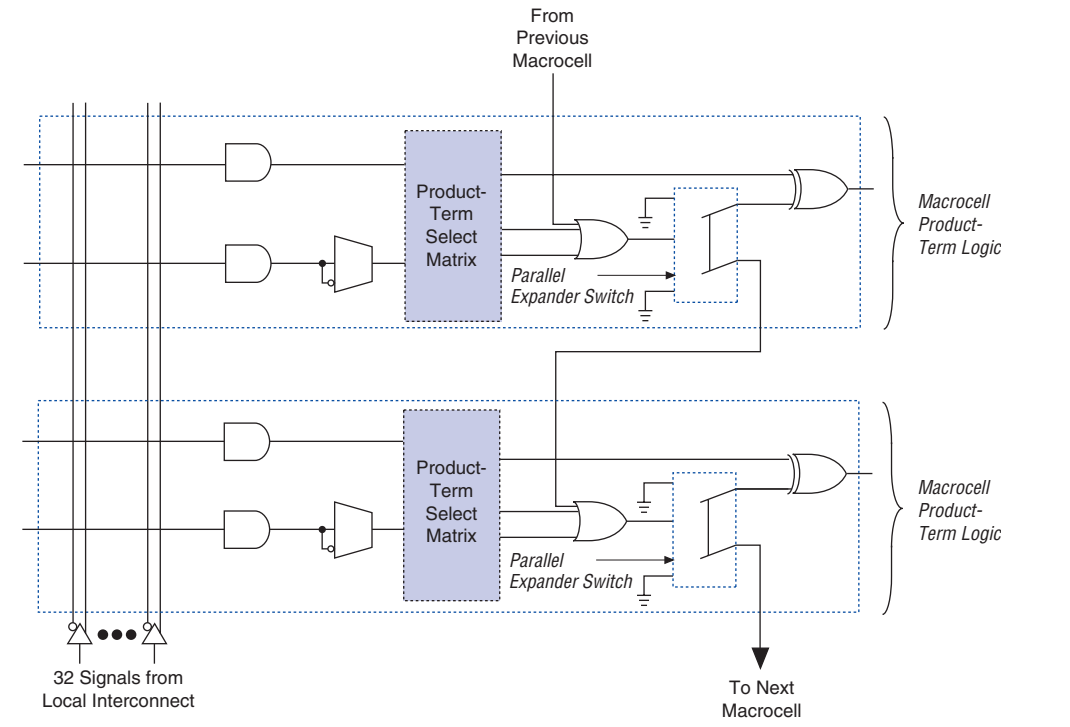 From
Previous
Macrocell
Product-
Term
Select
Matrix
Parallel
Expander Switch
Macrocell
Product-
Term Logic
Product-
Term
Select
Matrix
Parallel
Expander Switch
Macrocell
Product-
Term Logic
32 Signals from
Local Interconnect
To Next
Macrocell